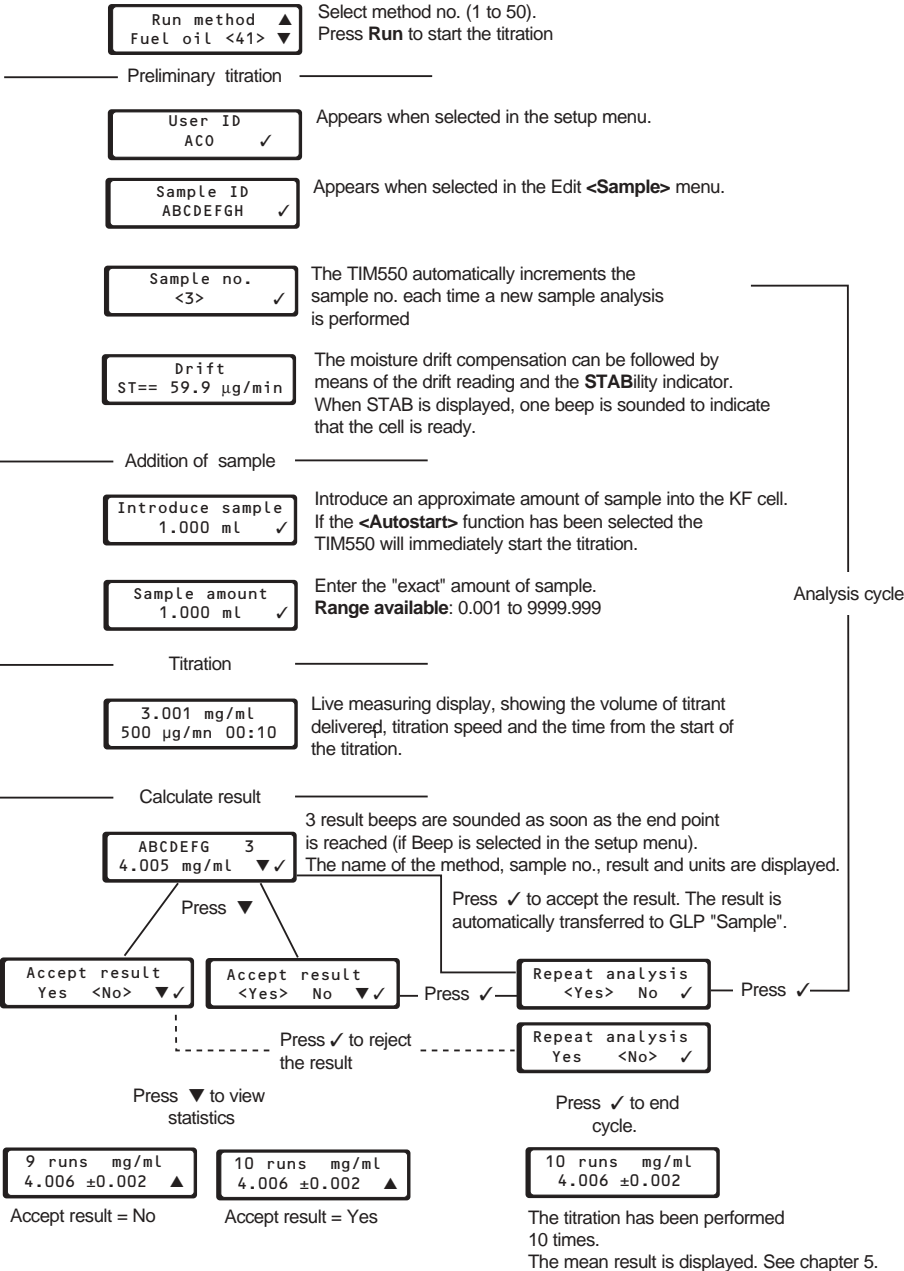 Run method ▲
Fuel oil <41> ▼
Select method no. (1 to 50).
Press Run to start the titration
Preliminary titration
User ID
ACO ✓
Appears when selected in the setup menu.
Sample ID
ABCDEFGH ✓
Appears when selected in the Edit <Sample> menu.
Sample no.
<3> ✓
The TIM550 automatically increments the
sample no. each time a new sample analysis
is performed
Drift
ST== 59.9 µg/min
The moisture drift compensation can be followed by
means of the drift reading and the STABility indicator.
When STAB is displayed, one beep is sounded to indicate
that the cell is ready.
Addition of sample
Introduce sample
1.000 ml ✓
Introduce an approximate amount of sample into the KF cell.
If the <Autostart> function has been selected the
TIM550 will immediately start the titration.
Sample amount
1.000 ml ✓
Enter the "exact" amount of sample.
Range available: 0.001 to 9999.999
Analysis cycle
Titration
3.001 mg/ml
500 µg/mn 00:10
Live measuring display, showing the volume of titrant
delivered, titration speed and the time from the start of
the titration.
Calculate result
ABCDEFG 3
4.005 mg/ml ▼✓
3 result beeps are sounded as soon as the end point
is reached (if Beep is selected in the setup menu).
The name of the method, sample no., result and units are displayed.
Press ▼
Press ✓ to accept the result. The result is
automatically transferred to GLP "Sample".
Accept result
Yes <No> ▼✓
Accept result
<Yes> No ▼✓
Press ✓
Repeat analysis
<Yes> No ✓
Press ✓
Press ✓ to reject
the result
Repeat analysis
Yes <No> ✓
Press ▼ to view
statistics
Press ✓ to end
cycle.
9 runs mg/ml
4.006 ±0.002 ▲
Accept result = No
10 runs mg/ml
4.006 ±0.002 ▲
Accept result = Yes
10 runs mg/ml
4.006 ±0.002
The titration has been performed
10 times.
The mean result is displayed. See chapter 5.